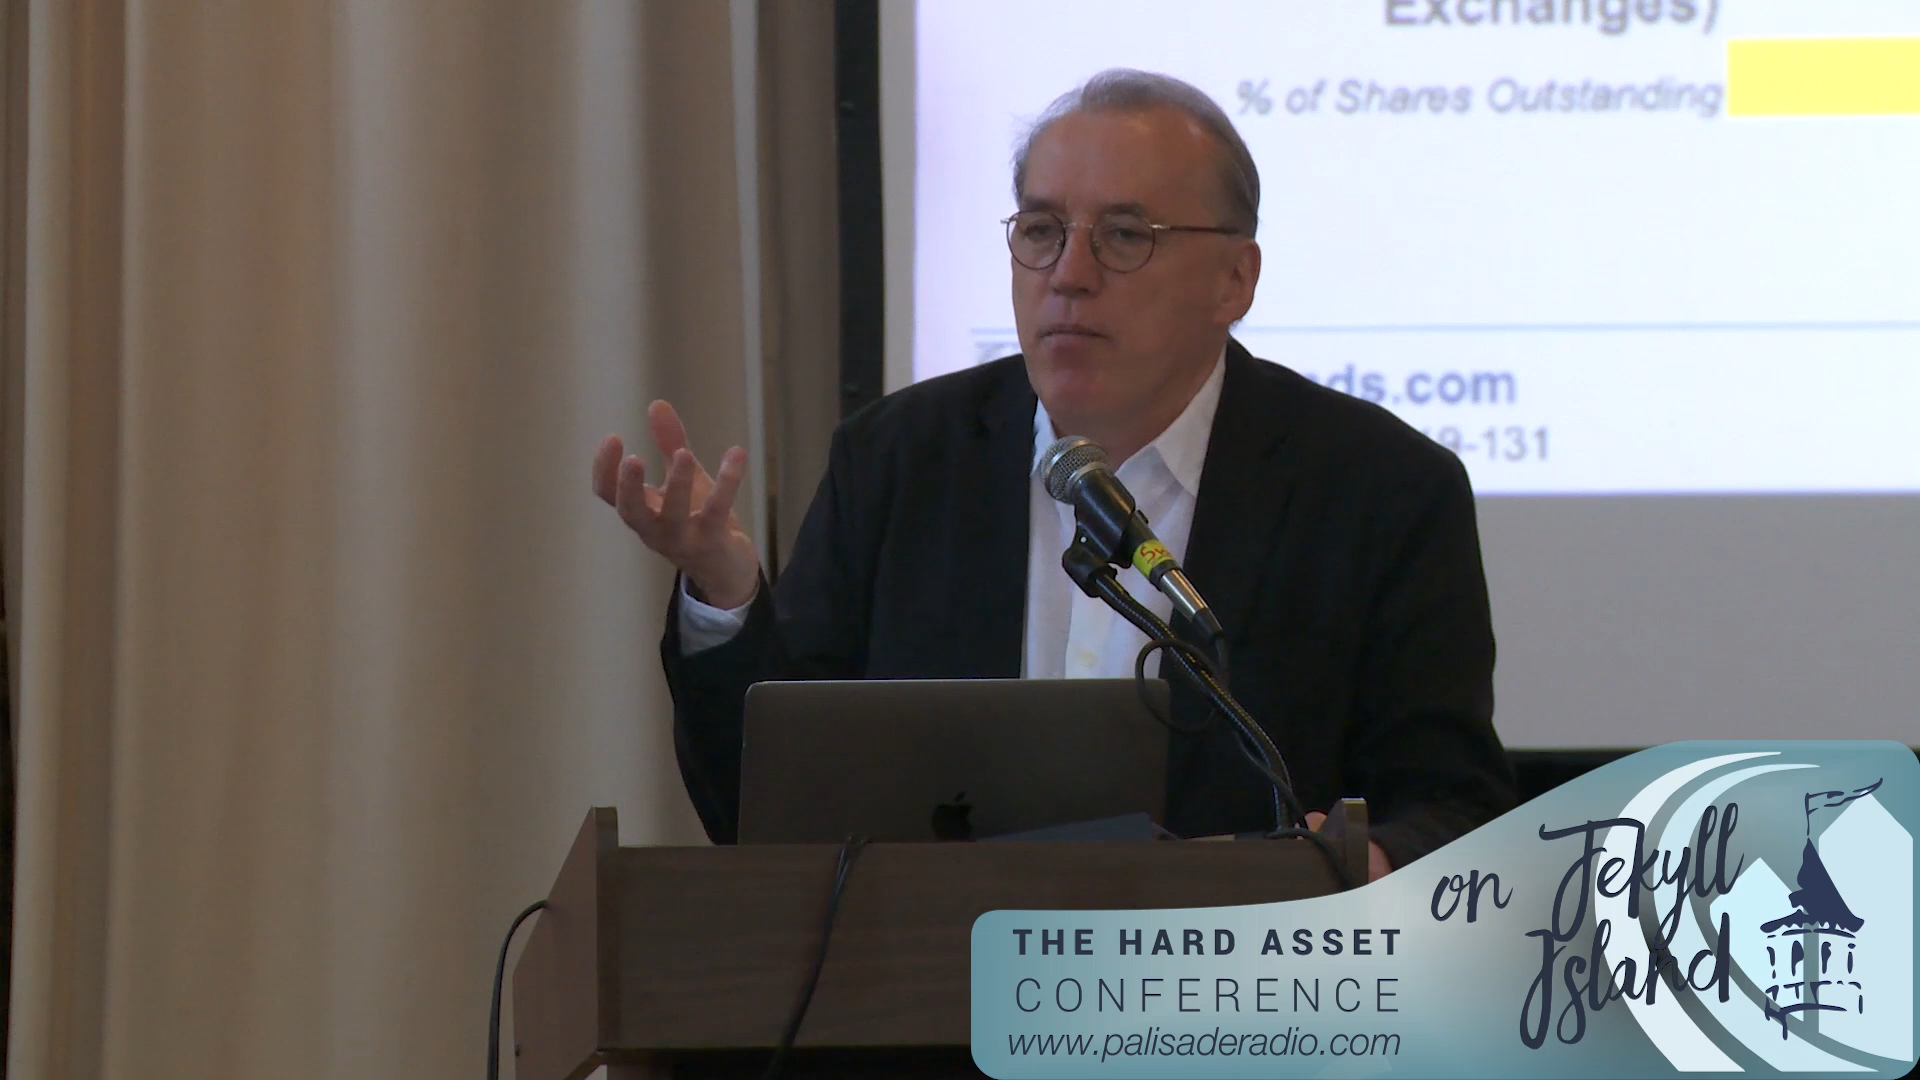 Exchanges)
% of Shares Outstanding
ds.com
9-131
on Jekyll
Island
THE HARD ASSET
CONFERENCE
www.palisaderadio.com